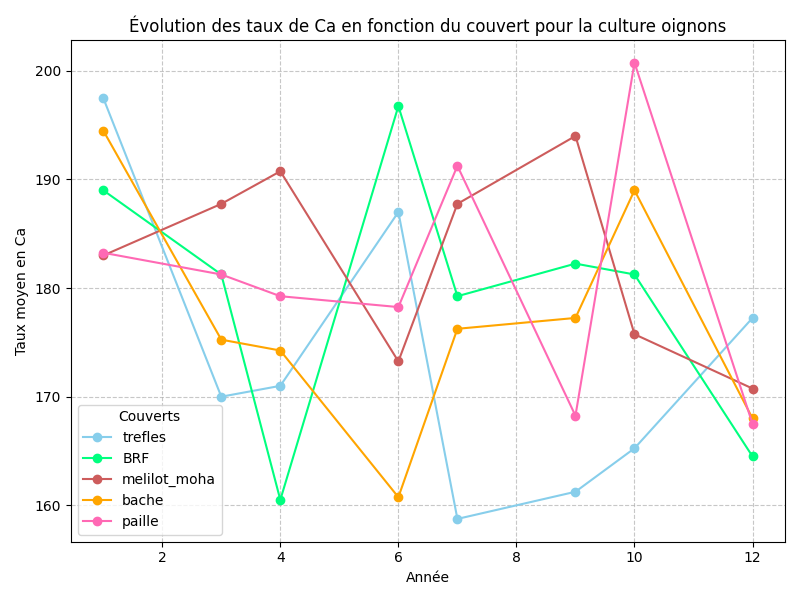 Évolution des taux de Ca en fonction du couvert pour la culture oignons
Taux moyen en Ca
200
190
180
170
160
Couverts
trefles
BRF
melilot_moha
bache
paille
2 4 6 8 10 12
Année